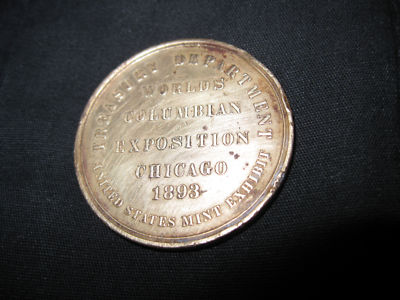 TREASURY DEPARTMENT
WORLDS
COLUMBIAN
EXPOSITION
CHICAGO
1893
UNITED STATES MINT EXHIBIT